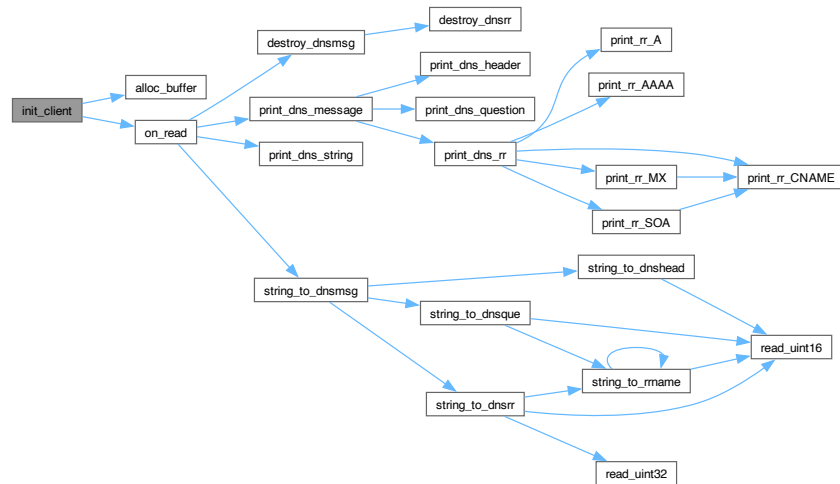 init_client
alloc_buffer
on_read
destroy_dnsmsg
destroy_dnsrr
print_dns_message
print_dns_header
print_dns_question
print_dns_rr
print_rr_A
print_rr_AAAA
print_rr_CNAME
print_rr_MX
print_rr_SOA
print_dns_string
string_to_dnsmsg
string_to_dnshead
read_uint16
string_to_dnsque
string_to_rrname
string_to_dnsrr
read_uint32